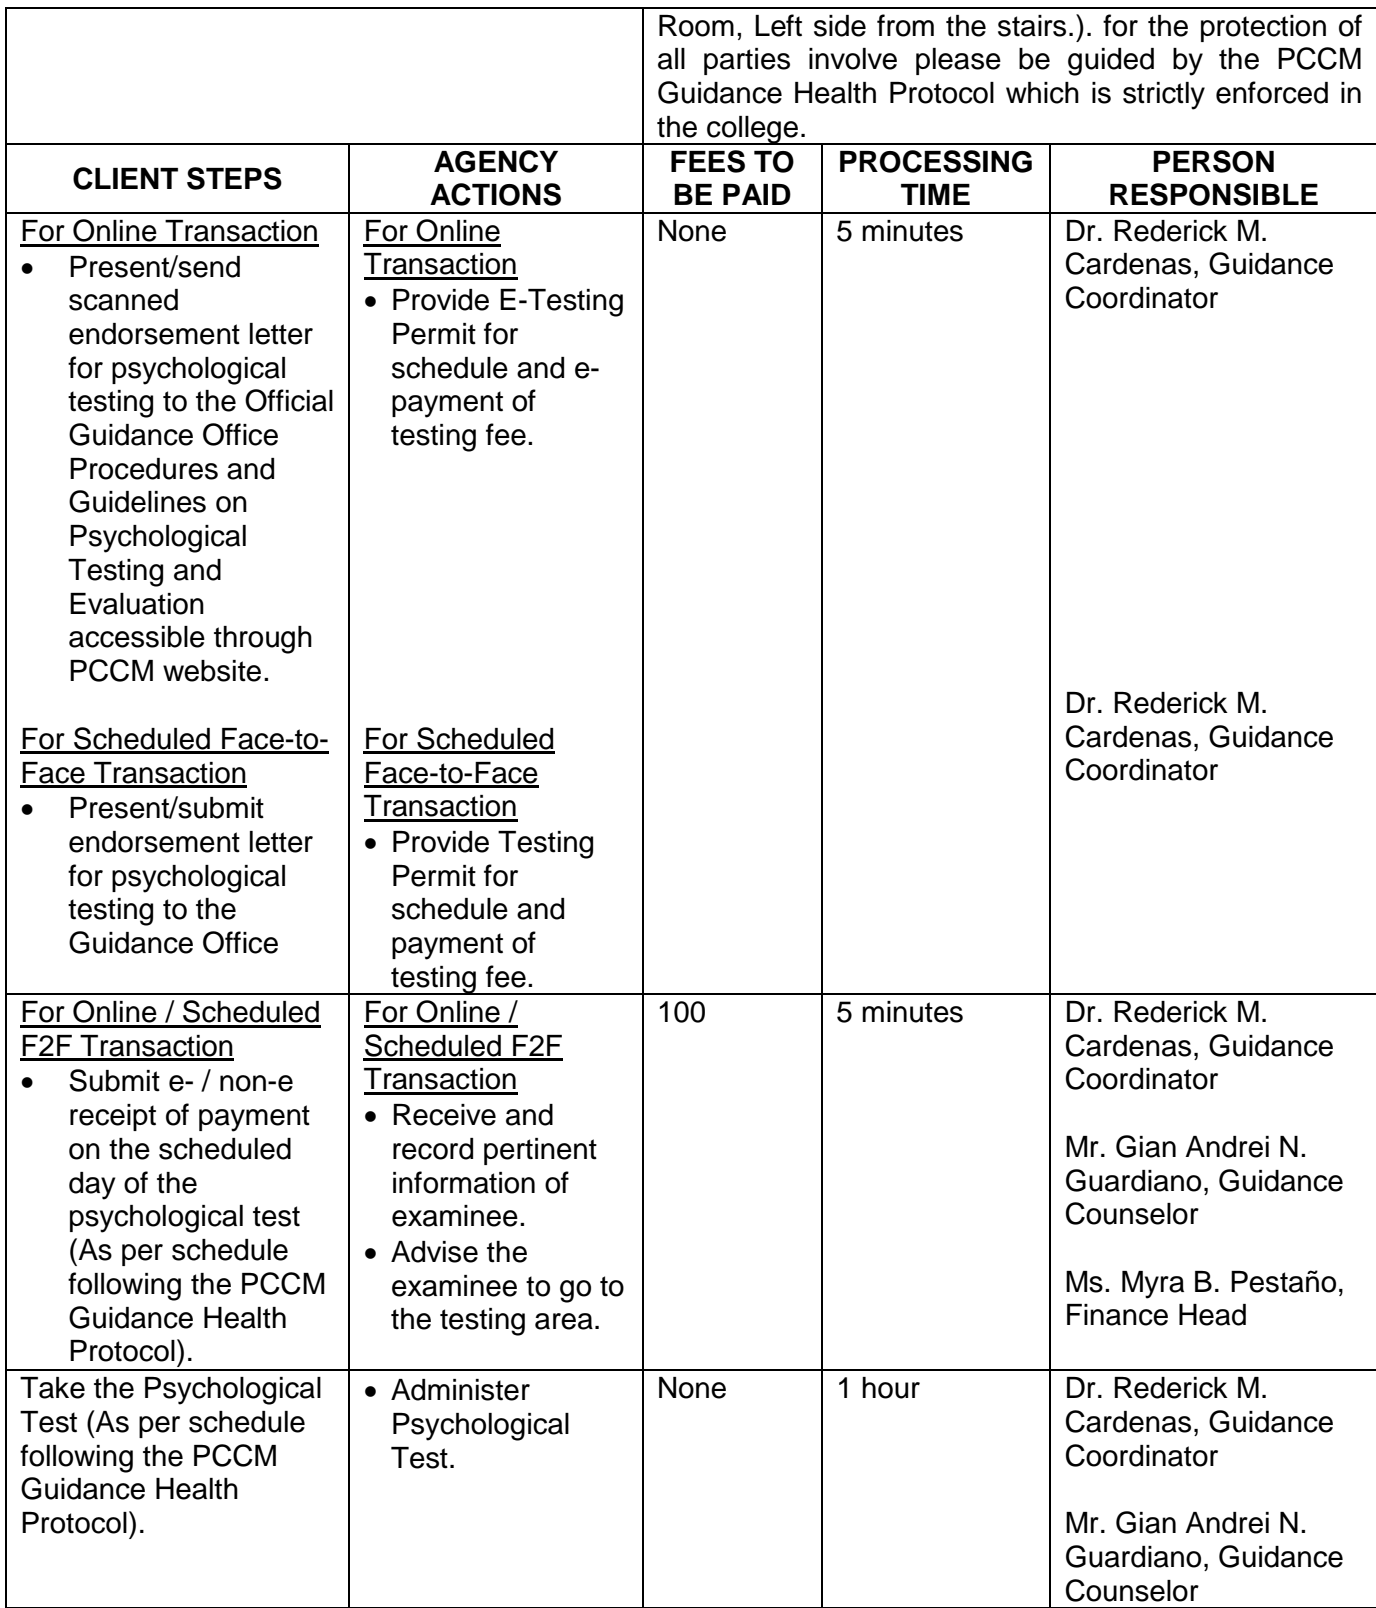 Room, Left side from the stairs.). for the protection of
all parties involve please be guided by the PCCM
Guidance Health Protocol which is strictly enforced in
the college.
CLIENT STEPS
AGENCY
ACTIONS
FEES TO
BE PAID
PROCESSING
TIME
PERSON
RESPONSIBLE
For Online Transaction
• Present/send
scanned
endorsement letter
for psychological
testing to the Official
Guidance Office
Procedures and
Guidelines on
Psychological
Testing and
Evaluation
accessible through
PCCM website.
For Scheduled Face-to-
Face Transaction
• Present/submit
endorsement letter
for psychological
testing to the
Guidance Office
For Online
Transaction
• Provide E-Testing
Permit for
schedule and e-
payment of
testing fee.
For Scheduled
Face-to-Face
Transaction
• Provide Testing
Permit for
schedule and
payment of
testing fee.
None
5 minutes
Dr. Rederick M.
Cardenas, Guidance
Coordinator
Dr. Rederick M.
Cardenas, Guidance
Coordinator
For Online / Scheduled
F2F Transaction
• Submit e- / non-e
receipt of payment
on the scheduled
day of the
psychological test
(As per schedule
following the PCCM
Guidance Health
Protocol).
For Online /
Scheduled F2F
Transaction
• Receive and
record pertinent
information of
examinee.
• Advise the
examinee to go to
the testing area.
100
5 minutes
Dr. Rederick M.
Cardenas, Guidance
Coordinator
Mr. Gian Andrei N.
Guardiano, Guidance
Counselor
Ms. Myra B. Pestaño,
Finance Head
Take the Psychological
Test (As per schedule
following the PCCM
Guidance Health
Protocol).
• Administer
Psychological
Test.
None
1 hour
Dr. Rederick M.
Cardenas, Guidance
Coordinator
Mr. Gian Andrei N.
Guardiano, Guidance
Counselor